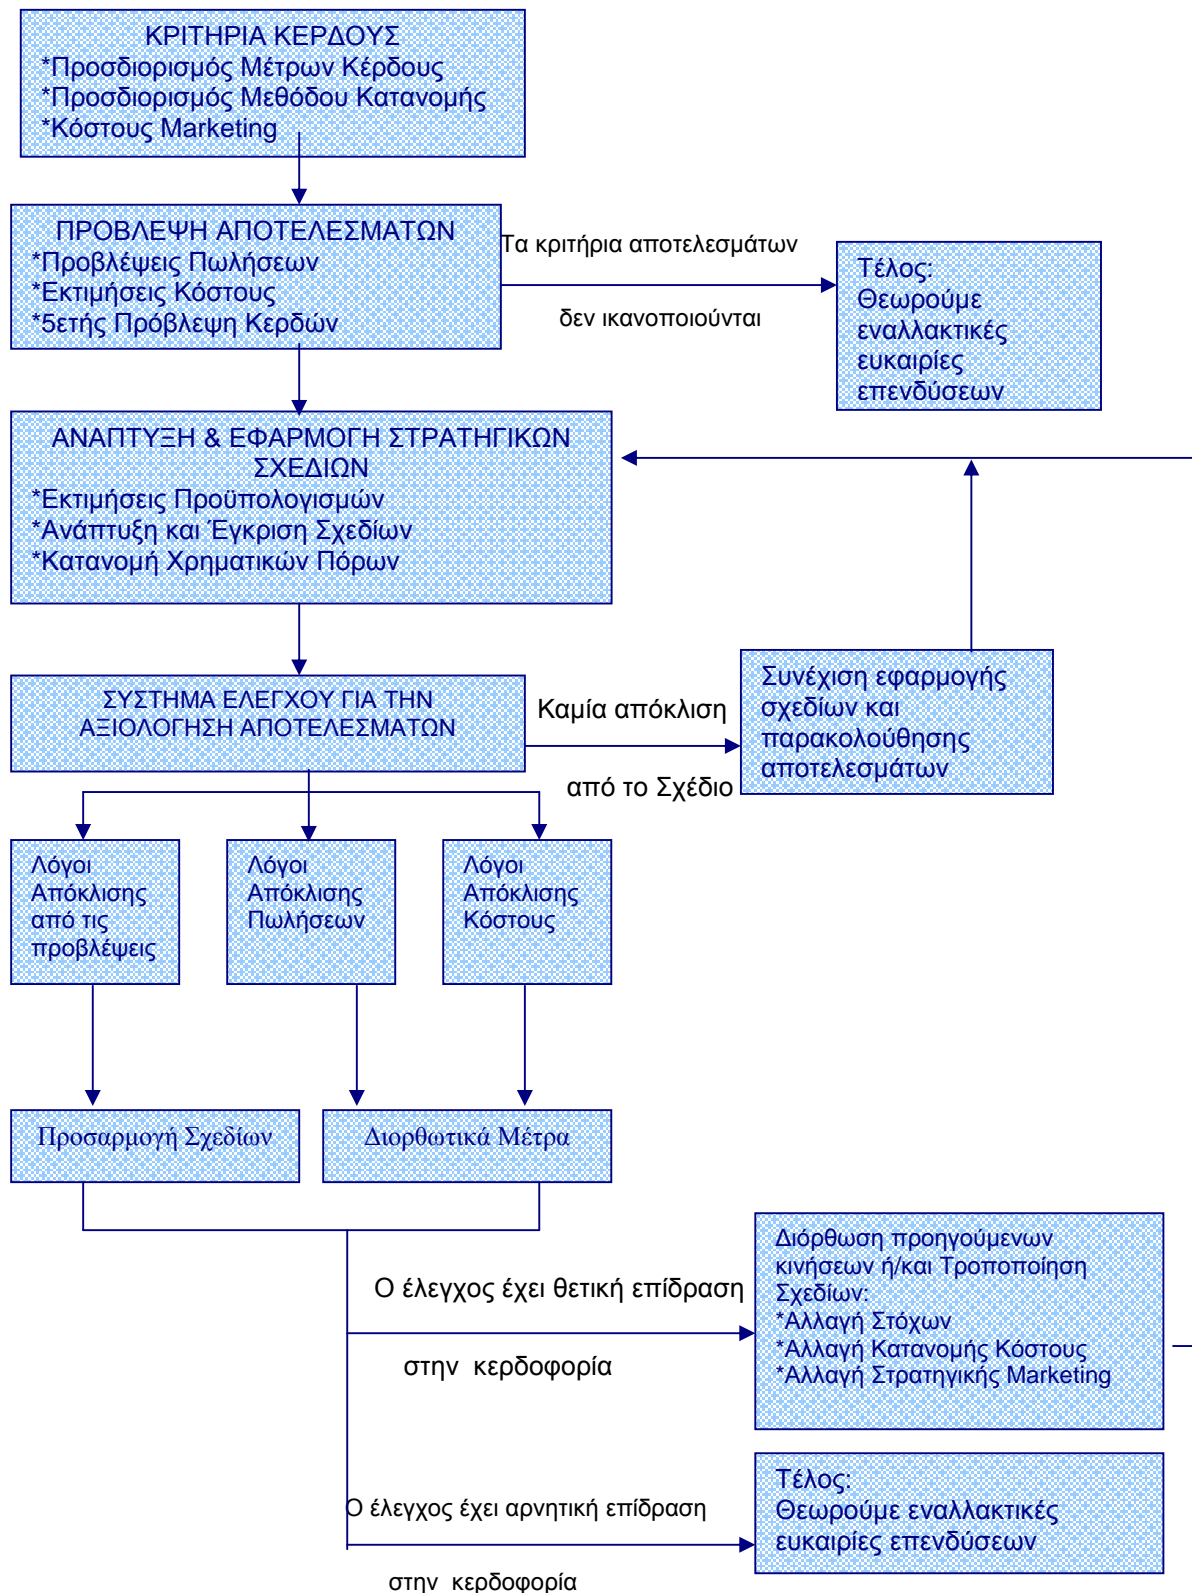 ΚΡΙΤΗΡΙΑ ΚΕΡΔΟΥΣ
*Προσδιορισμός Μέτρων Κέρδους
*Προσδιορισμός Μεθόδου Κατανομής
*Κόστους Marketing
ΠΡΟΒΛΕΨΗ ΑΠΟΤΕΛΕΣΜΑΤΩΝ
*Προβλέψεις Πωλήσεων
*Εκτιμήσεις Κόστους
*5ετής Πρόβλεψη Κερδών
Τα κριτήρια αποτελεσμάτων
δεν ικανοποιούνται
Τέλος:
Θεωρούμε
εναλλακτικές
ευκαιρίες
επενδύσεων
ΑΝΑΠΤΥΞΗ & ΕΦΑΡΜΟΓΗ ΣΤΡΑΤΗΓΙΚΩΝ
ΣΧΕΔΙΩΝ
*Εκτιμήσεις Προϋπολογισμών
*Ανάπτυξη και Έγκριση Σχεδίων
*Κατανομή Χρηματικών Πόρων
ΣΥΣΤΗΜΑ ΕΛΕΓΧΟΥ ΓΙΑ ΤΗΝ
ΑΞΙΟΛΟΓΗΣΗ ΑΠΟΤΕΛΕΣΜΑΤΩΝ
Καμία απόκλιση
από το Σχέδιο
Συνέχιση εφαρμογής
σχεδίων και
παρακολούθησης
αποτελεσμάτων
Λόγοι
Απόκλισης
από τις
προβλέψεις
Λόγοι
Απόκλισης
Πωλήσεων
Λόγοι
Απόκλισης
Κόστους
Προσαρμογή Σχεδίων
Διορθωτικά Μέτρα
Ο έλεγχος έχει θετική επίδραση
στην κερδοφορία
Διόρθωση προηγούμενων
κινήσεων ή/και Τροποποίηση
Σχεδίων:
*Αλλαγή Στόχων
*Αλλαγή Κατανομής Κόστους
*Αλλαγή Στρατηγικής Marketing
Ο έλεγχος έχει αρνητική επίδραση
στην κερδοφορία
Τέλος:
Θεωρούμε εναλλακτικές
ευκαιρίες επενδύσεων